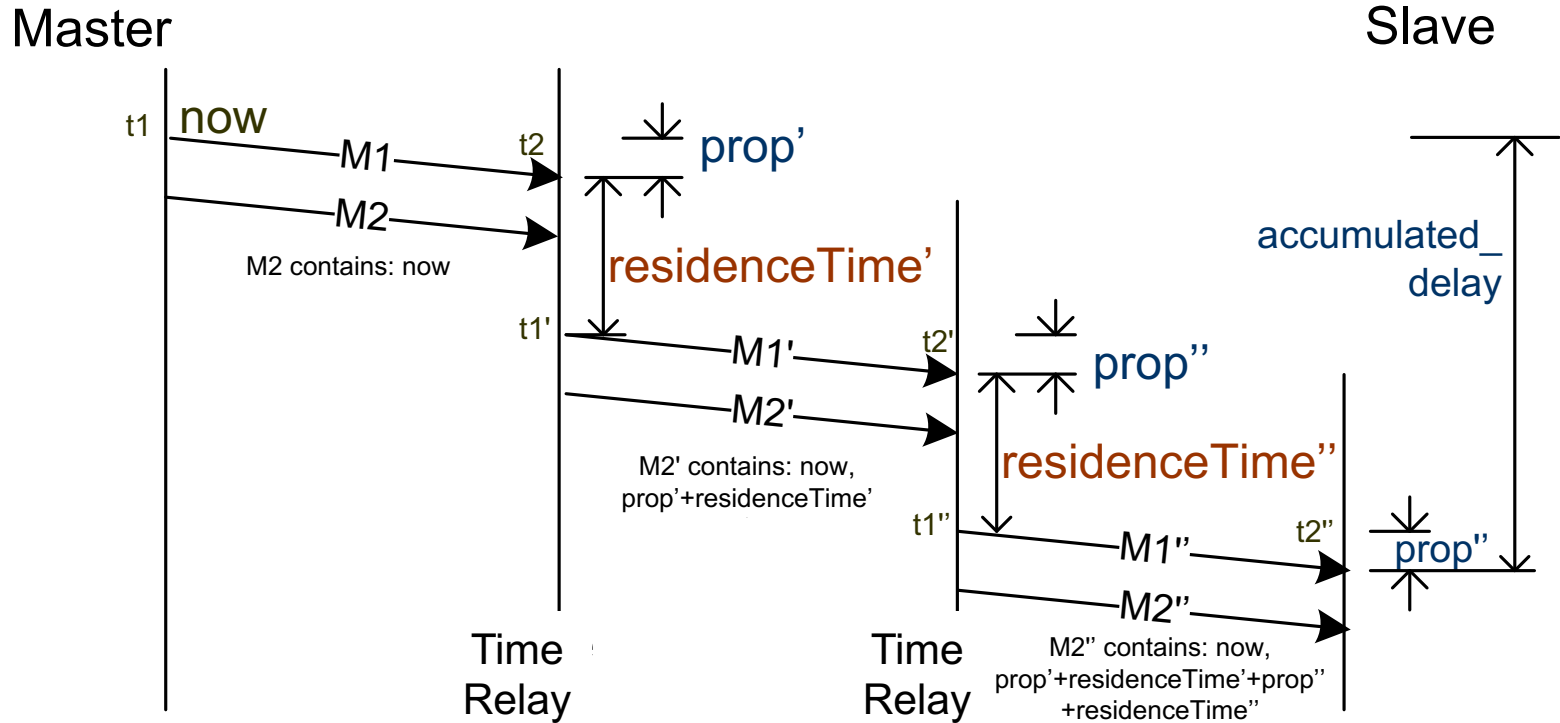 Master
Slave
t1
now
M1
t2
prop’
M2
M2 contains: now
residenceTime’
accumulated_
delay
t1'
M1'
t2'
prop’’
M2'
M2' contains: now,
prop’+residenceTime’
residenceTime’’
t1’’
M1’’
t2’’
prop’’
M2’’
Time
Relay
Time
Relay
M2’’ contains: now,
prop’+residenceTime’+prop’’
+residenceTime’’